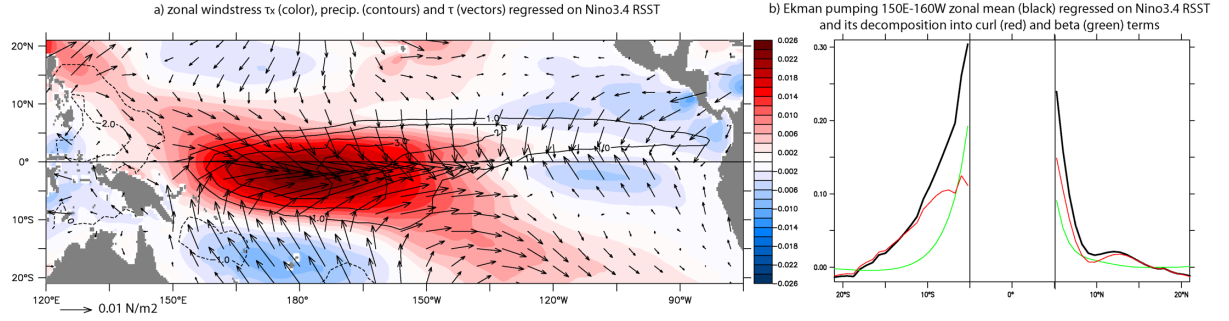 a) zonal windstress τx (color), precip. (contours) and τ (vectors) regressed on Nino3.4 RSST
b) Ekman pumping 150E-160W zonal mean (black) regressed on Nino3.4 RSST
and its decomposition into curl (red) and beta (green) terms
20°N
10°N
0°
10°S
20°S
120°E
150°E
180°E
150°W
120°W
90°W
0.01 N/m2
-2.0
1.0
2.0
3.0
1.0
-1.0
0.026
0.022
0.018
0.014
0.010
0.006
0.002
-0.002
-0.006
-0.010
-0.014
-0.018
-0.022
-0.026
0.30
0.20
0.10
0.00
20°S
10°S
0°
10°N
20°N